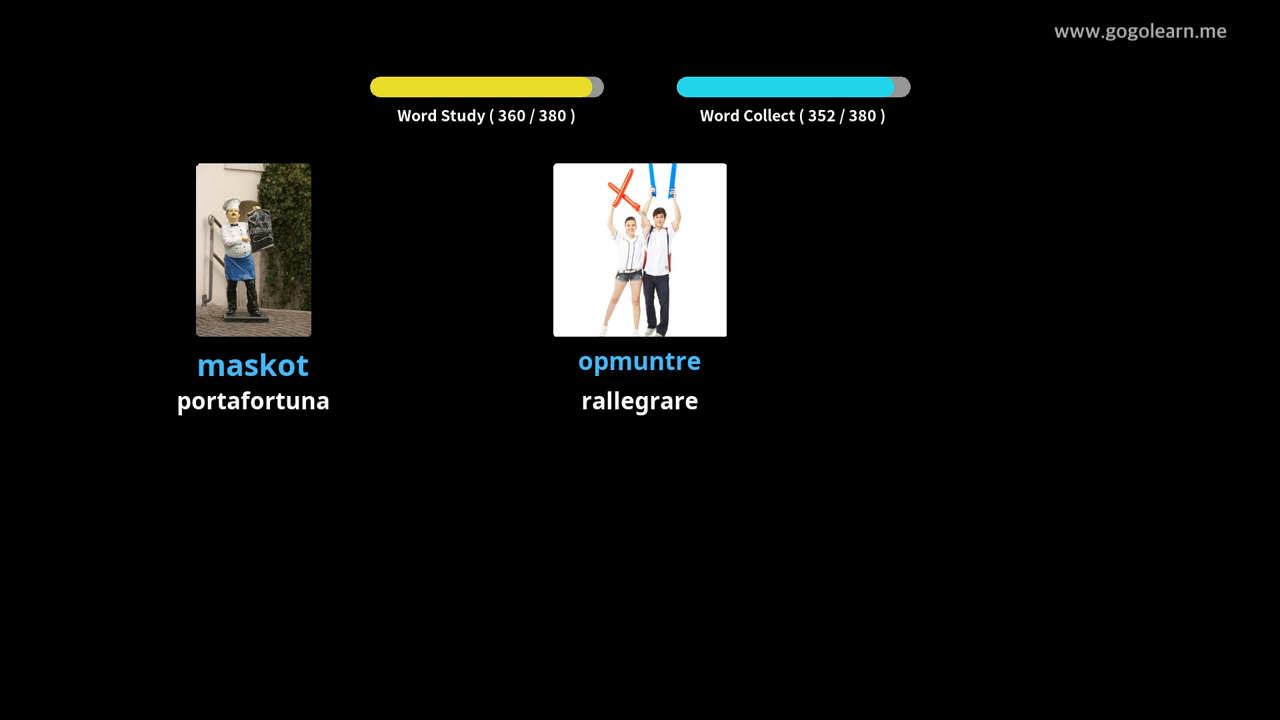 www.gogolearn.me
Word Study ( 360 / 380 )
Word Collect ( 352 / 380 )
maskot
portafortuna
opmuntre
rallegrare